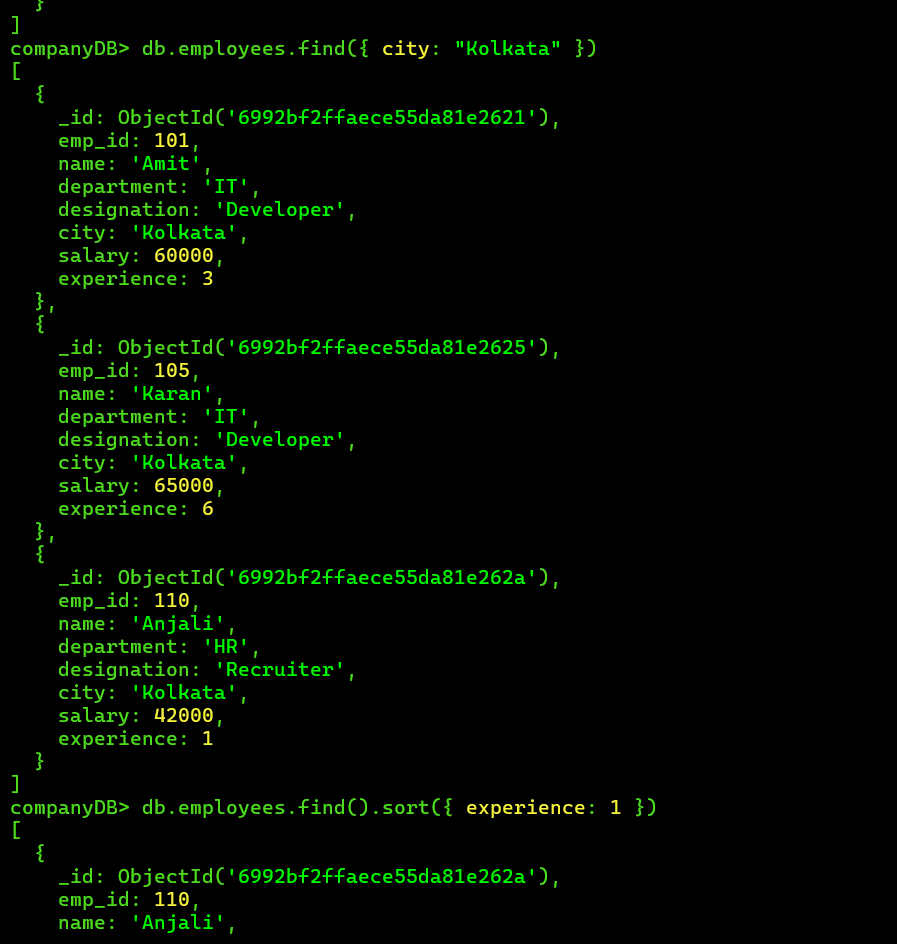 }
]
companyDB> db.employees.find({ city: "Kolkata" })
[
  {
    _id: ObjectId('6992bf2ffaece55da81e2621'),
    emp_id: 101,
    name: 'Amit',
    department: 'IT',
    designation: 'Developer',
    city: 'Kolkata',
    salary: 60000,
    experience: 3
  },
  {
    _id: ObjectId('6992bf2ffaece55da81e2625'),
    emp_id: 105,
    name: 'Karan',
    department: 'IT',
    designation: 'Developer',
    city: 'Kolkata',
    salary: 65000,
    experience: 6
  },
  {
    _id: ObjectId('6992bf2ffaece55da81e262a'),
    emp_id: 110,
    name: 'Anjali',
    department: 'HR',
    designation: 'Recruiter',
    city: 'Kolkata',
    salary: 42000,
    experience: 1
  }
]
companyDB> db.employees.find().sort({ experience: 1 })
[
  {
    _id: ObjectId('6992bf2ffaece55da81e262a'),
    emp_id: 110,
    name: 'Anjali',